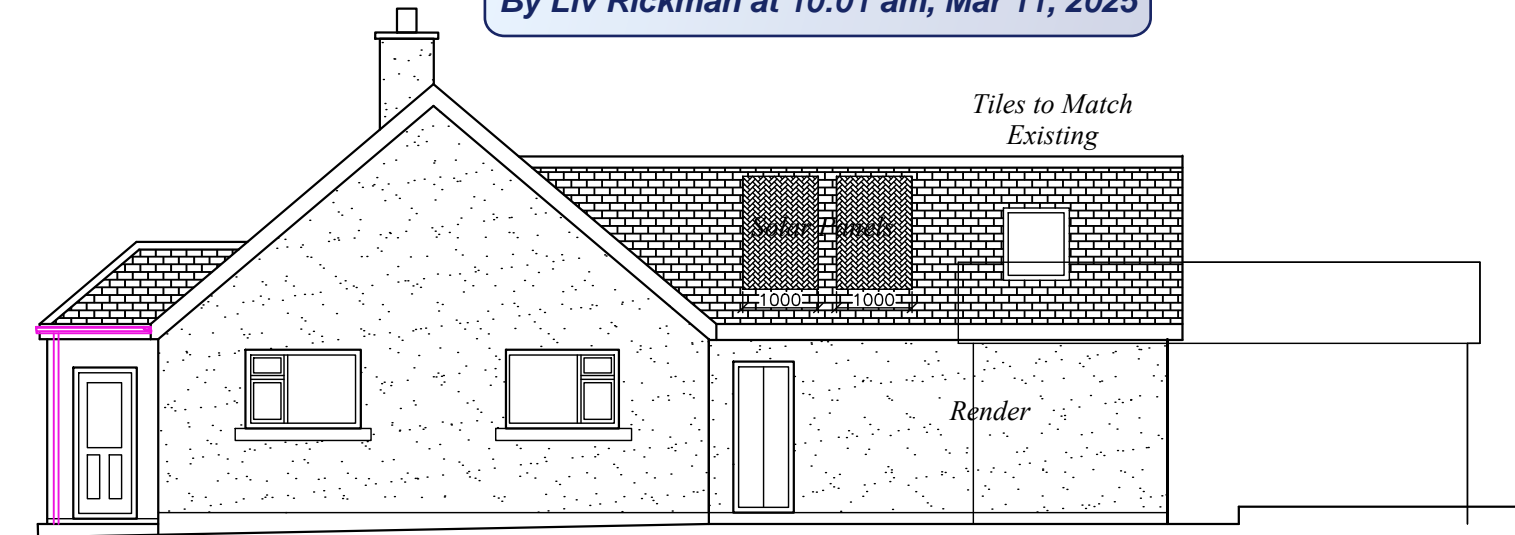 By Liv Rickman at 10:01 am, Mar 11, 2025
Tiles to Match
Existing
Solar Panels
1000 1000
Render